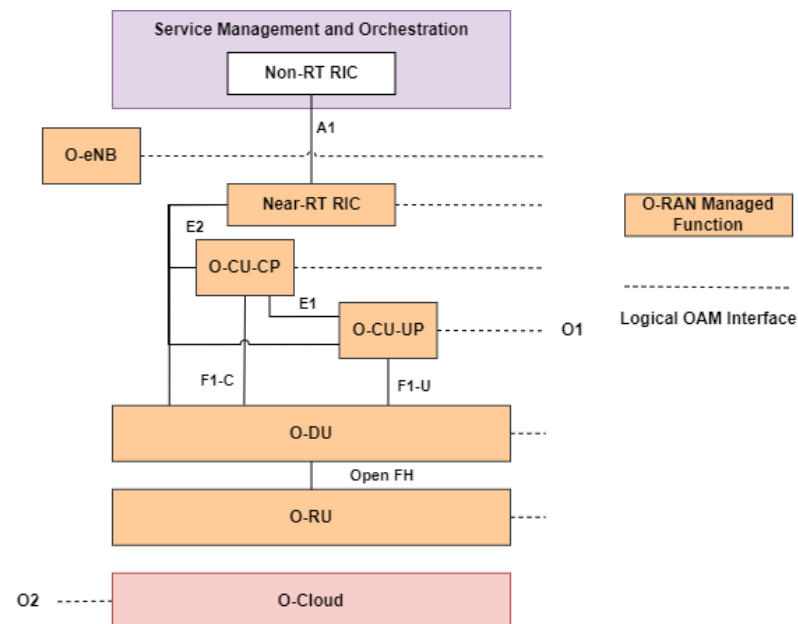 Service Management and Orchestration
Non-RT RIC
A1
O-eNB
Near-RT RIC
O-RAN Managed
Function
E2
O-CU-CP
E1
O-CU-UP
O1
Logical OAM Interface
F1-C
F1-U
O-DU
Open FH
O-RU
O2
O-Cloud